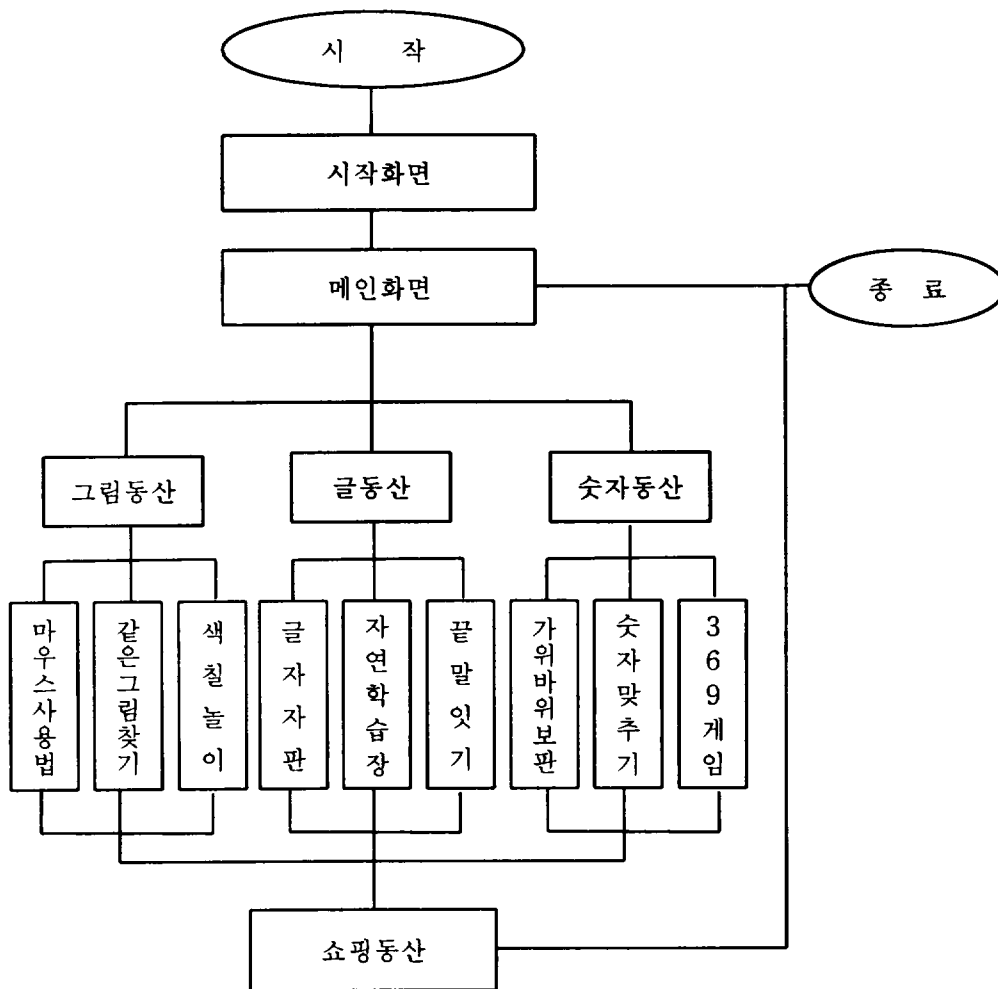 시 작
시작화면
메인화면
종 료
그림동산
글동산
숫자동산
마우스사용법
같은그림찾기
색칠놀이
글자자판
자연학습장
끝말잇기
가위바위보판
숫자맞추기
369게임
쇼핑동산